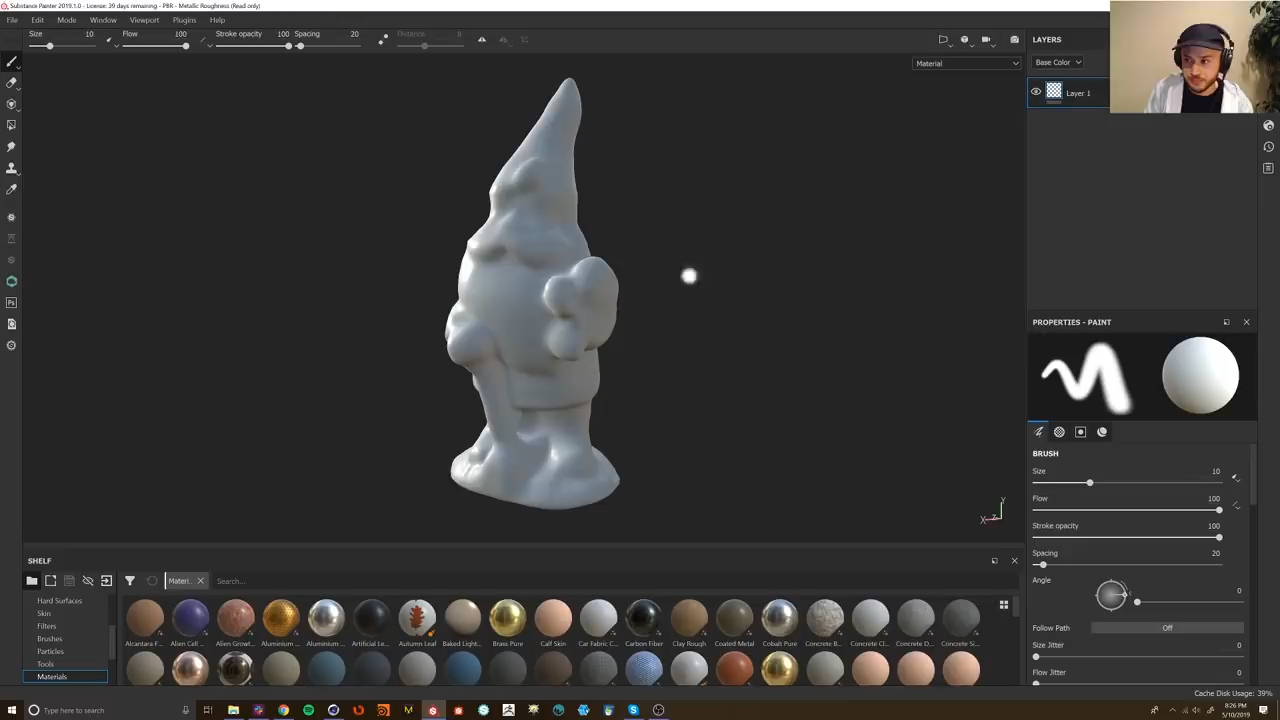 Substance Painter 2019.1.0 - License: 39 days remaining - PBR - Metallic Roughness (Read only)
File Edit Mode Window Viewport Plugins Help
Size 10 Flow 100 Stroke opacity 100 Spacing 20 Distance 8
LAYERS
Material
Base Color
Layer 1
Ps
PROPERTIES - PAINT
BRUSH
Size 10
Flow 100
Stroke opacity 100
Spacing 20
Angle 0
Follow Path Off
Size Jitter 0
Flow Jitter 0
Y
X Z
SHELF
Materi... Search...
Hard Surfaces
Skin
Filters
Brushes
Particles
Tools
Materials
Alcantara F... Alien Cell ... Alien Growt... Aluminium ... Aluminium ... Artificial Le... Autumn Leaf Baked Light... Brass Pure Calf Skin Car Fabric C... Carbon Fiber Clay Rough Coated Metal Cobalt Pure Concrete B... Concrete Cl... Concrete D... Concrete Si...
Cache Disk Usage: 39%
Type here to search
8:26 PM
5/10/2019